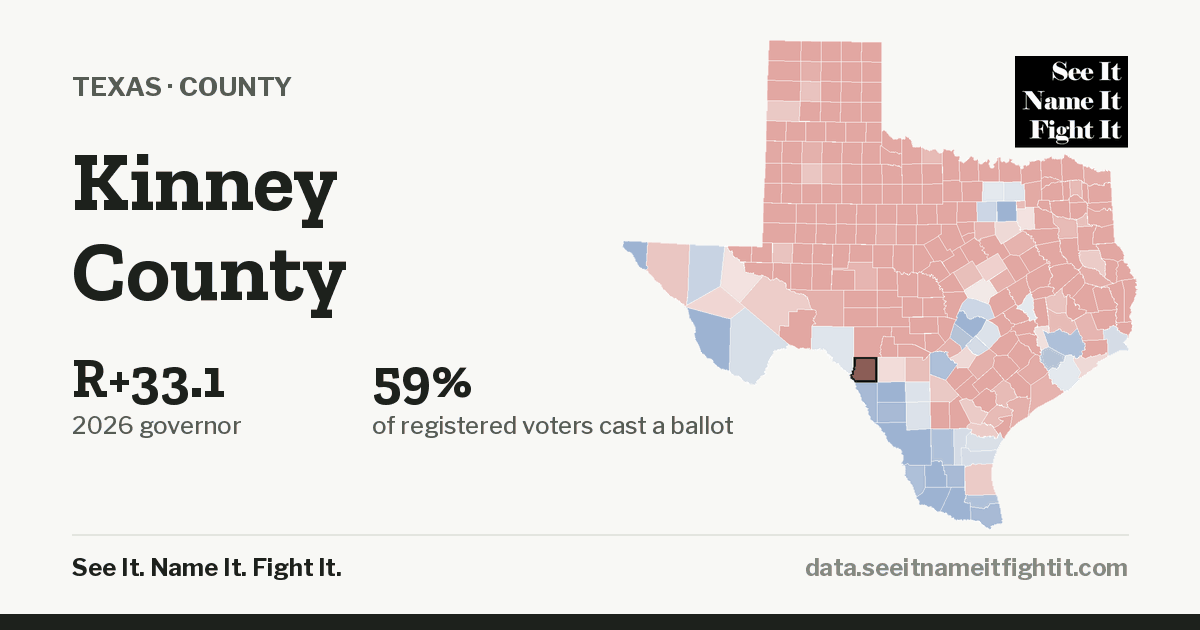 TEXAS · COUNTY
Kinney
County
R+33.1
2026 governor
59%
of registered voters cast a ballot
See It
Name It
Fight It
See It. Name It. Fight It.
data.seeitnameitfightit.com